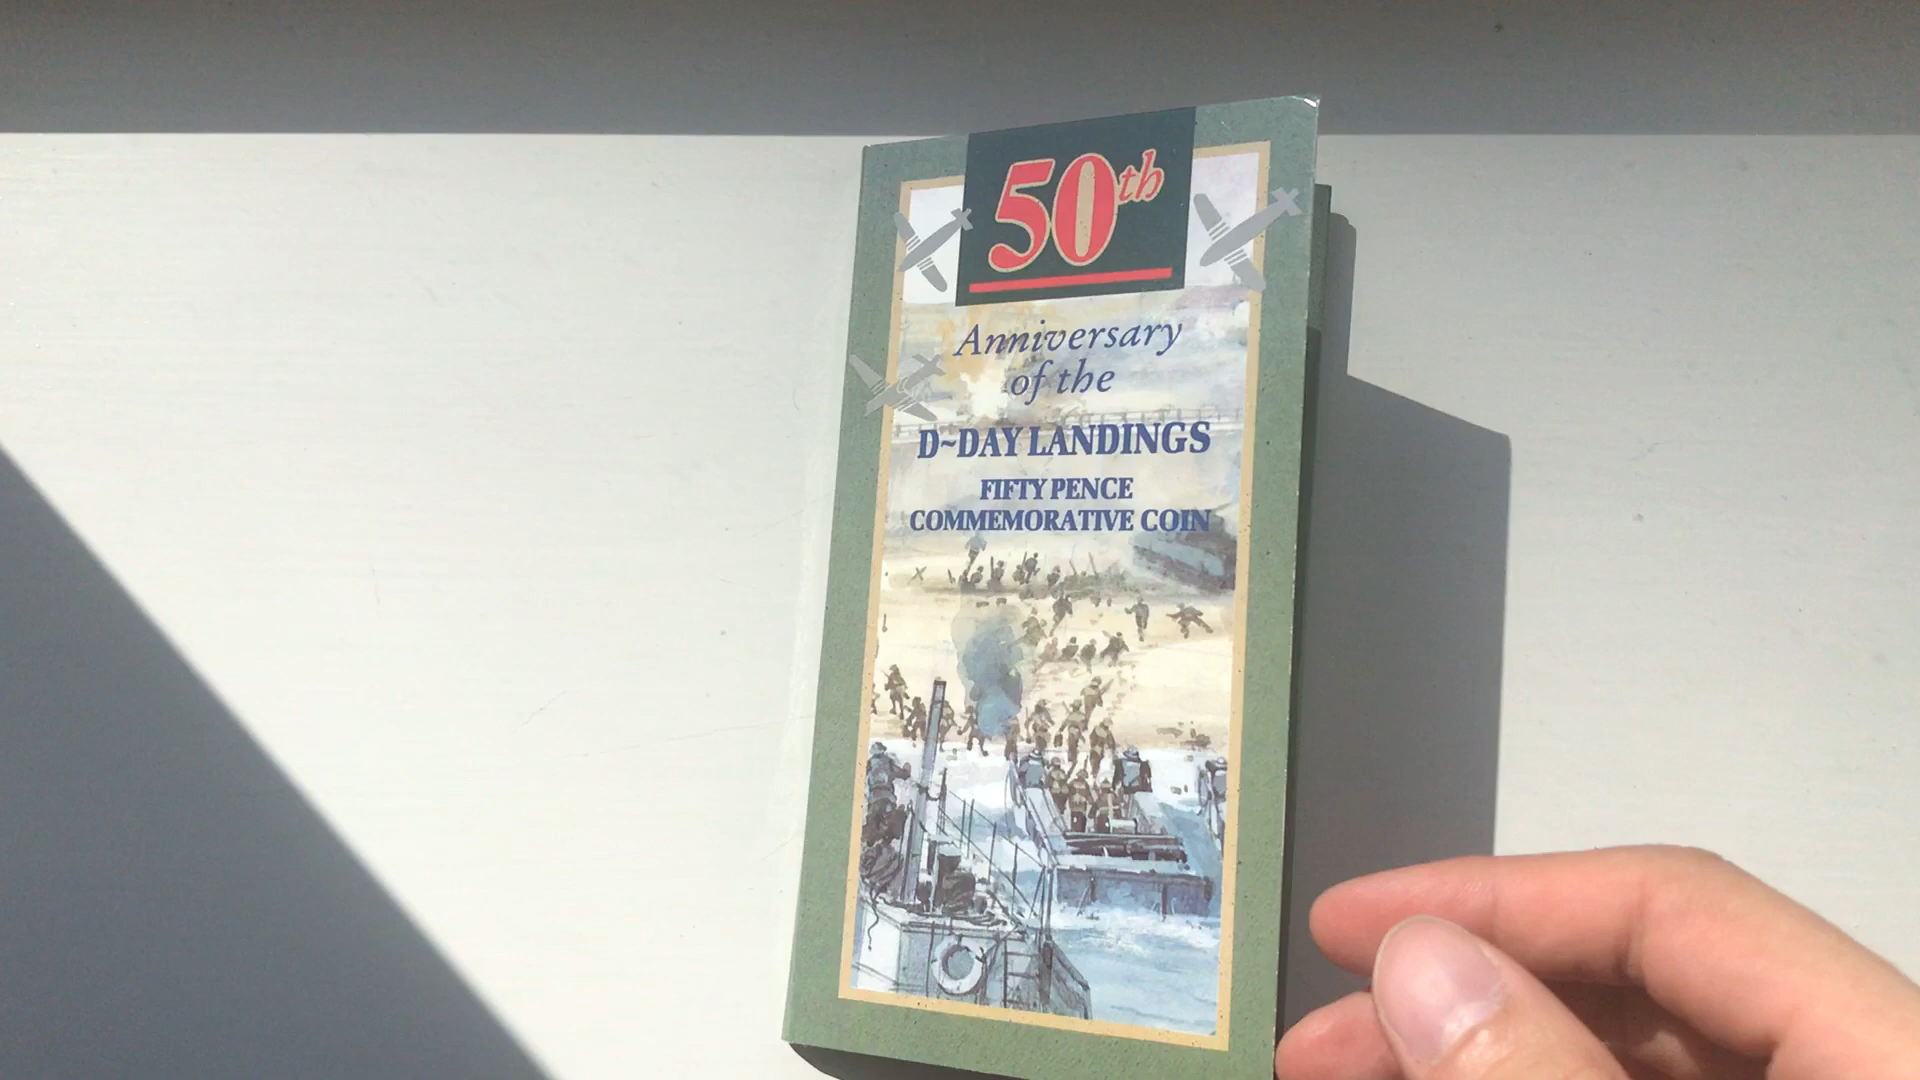 50th
Anniversary
of the
D~DAY LANDINGS
FIFTY PENCE
COMMEMORATIVE COIN